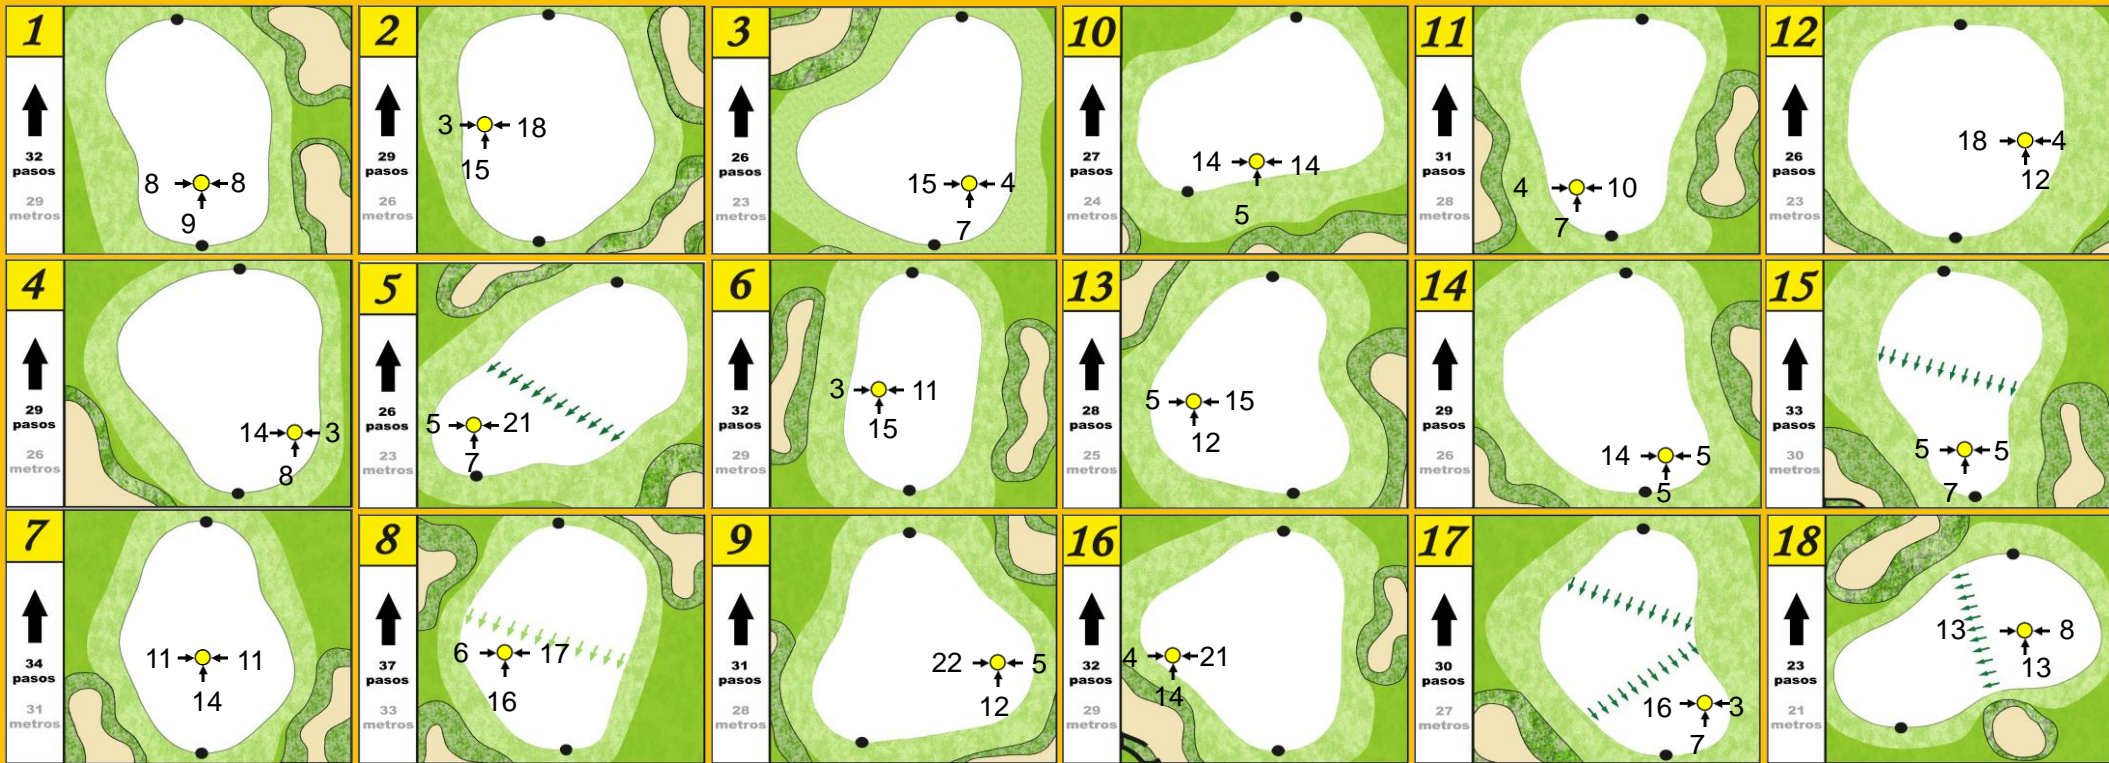 1
32
pasos
29
metros
8 8
9
2
29
pasos
26
metros
3 18
15
3
26
pasos
23
metros
15 4
7
10
27
pasos
24
metros
14 14
5
11
31
pasos
28
metros
4 10
7
12
26
pasos
23
metros
18 4
12
4
29
pasos
26
metros
14 3
8
5
26
pasos
23
metros
5 21
7
6
32
pasos
29
metros
3 11
15
13
28
pasos
25
metros
5 15
12
14
29
pasos
26
metros
14 5
5
15
33
pasos
30
metros
5 5
7
7
34
pasos
31
metros
11 11
14
8
37
pasos
33
metros
6 17
16
9
31
pasos
28
metros
22 5
12
16
32
pasos
29
metros
4 21
14
17
30
pasos
27
metros
16 3
7
18
23
pasos
21
metros
13 8
13